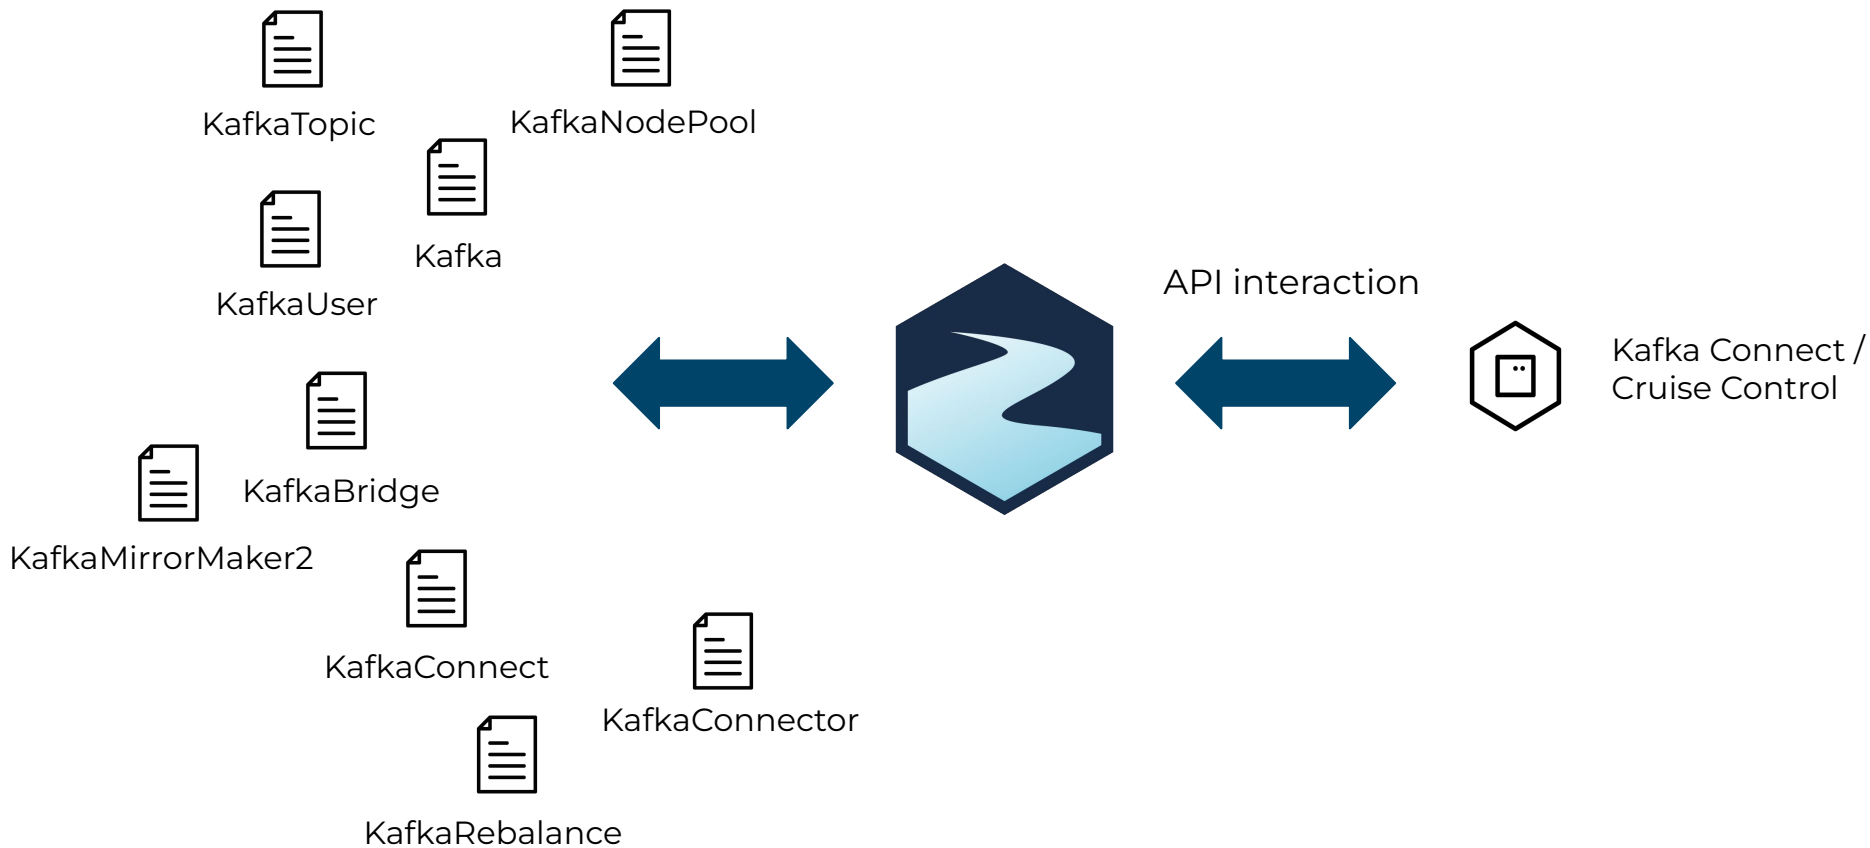 KafkaTopic
KafkaNodePool
Kafka
KafkaUser
API interaction
Kafka Connect /
Cruise Control
KafkaBridge
KafkaMirrorMaker2
KafkaConnect
KafkaConnector
KafkaRebalance